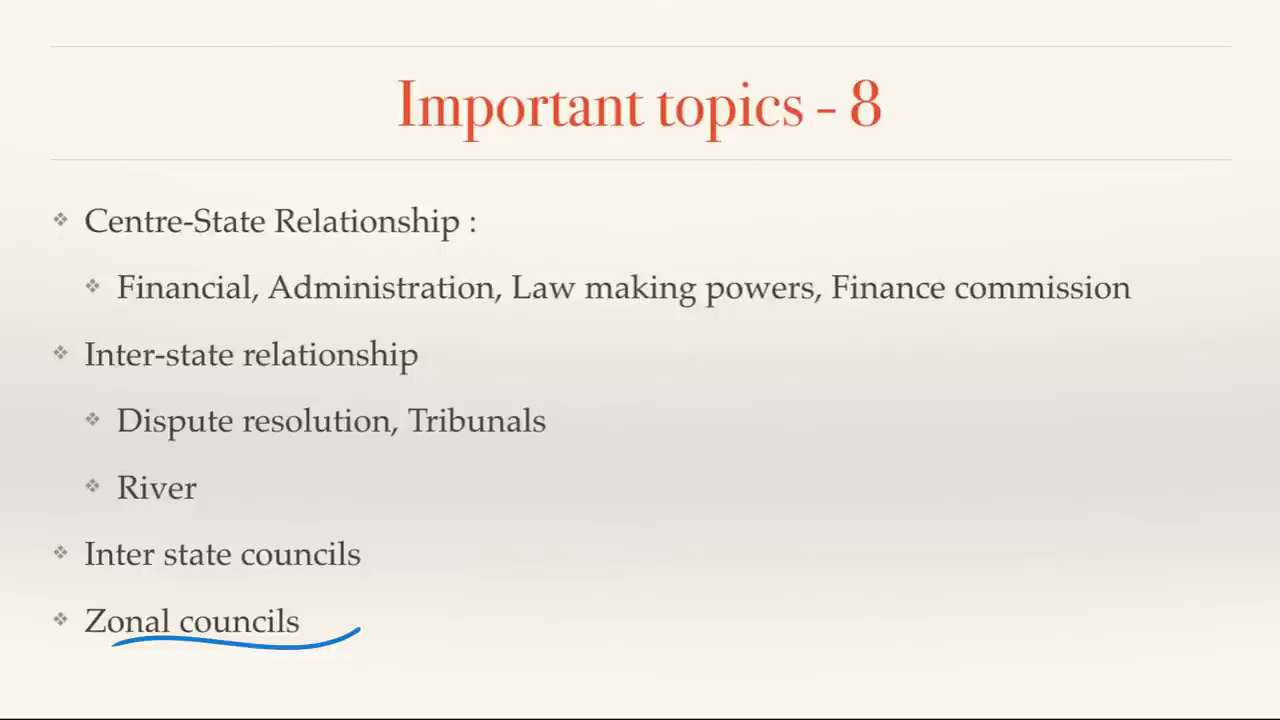 Important topics - 8
Centre-State Relationship :
Financial, Administration, Law making powers, Finance commission
Inter-state relationship
Dispute resolution, Tribunals
River
Inter state councils
Zonal councils